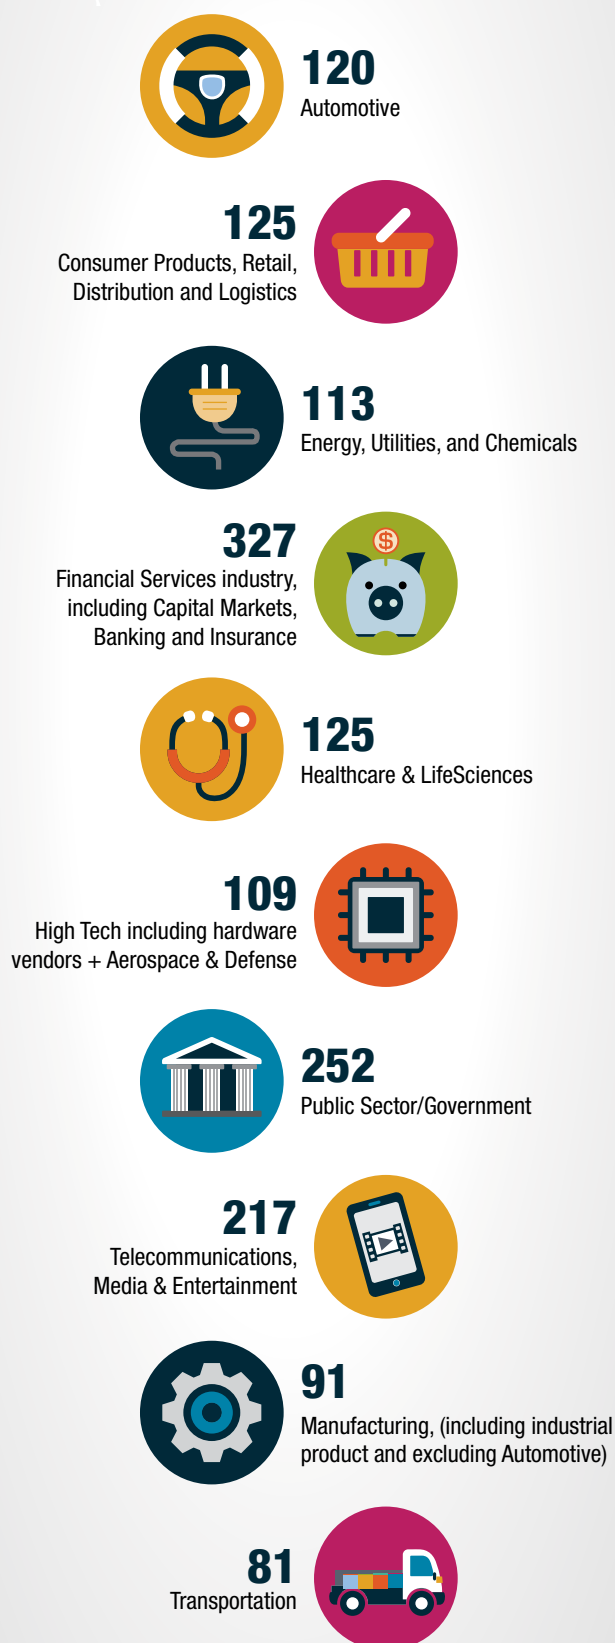 120
Automotive
125
Consumer Products, Retail,
Distribution and Logistics
113
Energy, Utilities, and Chemicals
327
Financial Services industry,
including Capital Markets,
Banking and Insurance
125
Healthcare & LifeSciences
109
High Tech including hardware
vendors + Aerospace & Defense
252
Public Sector/Government
217
Telecommunications,
Media & Entertainment
91
Manufacturing, (including industrial
product and excluding Automotive)
81
Transportation
$